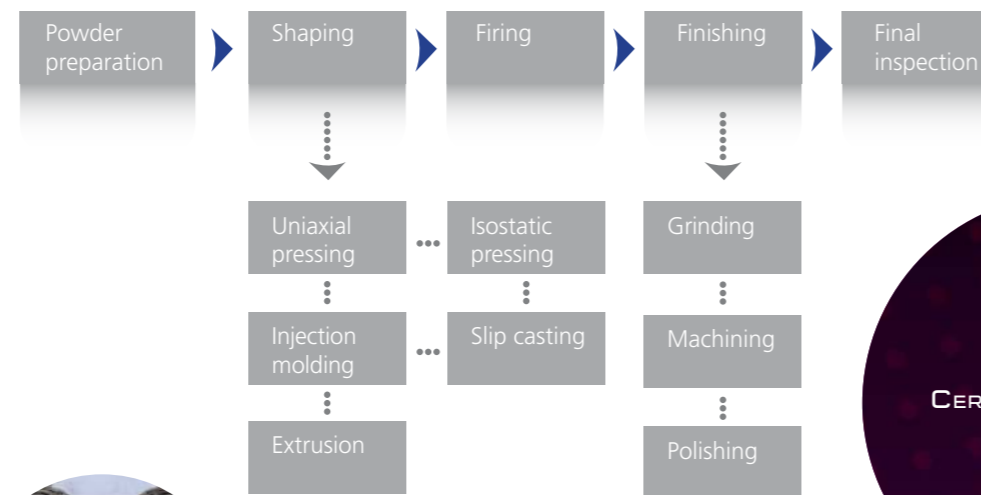 Powder
preparation
Shaping
Firing
Finishing
Final
inspection
Uniaxial
pressing
Isostatic
pressing
Grinding
Injection
molding
Slip casting
Machining
Extrusion
Polishing
CER